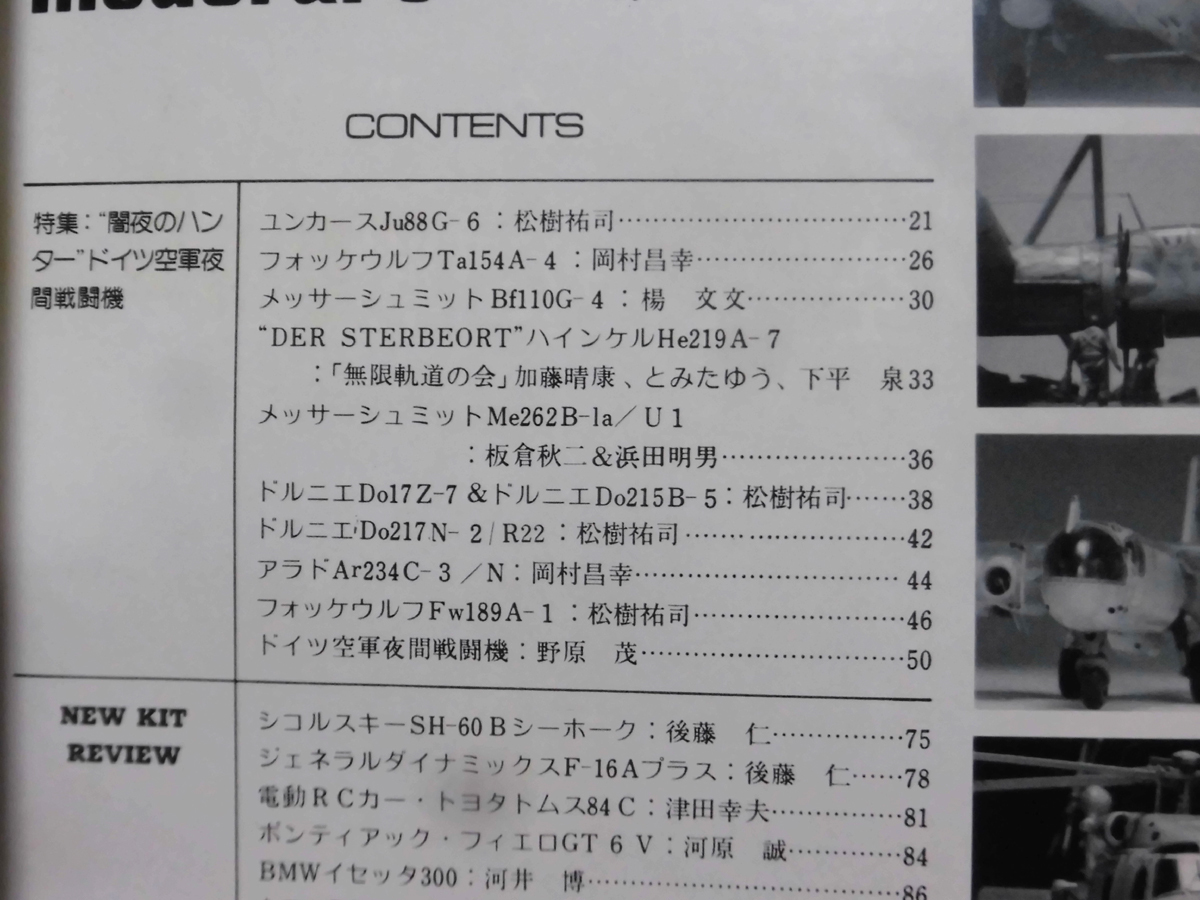 CONTENTS
特集：“闇夜のハン
ター”ドイツ空軍夜
間戦闘機
ユンカースJu88G-6：松樹祐司……………………………21
フォッケウルフTa154A-4：岡村昌幸……………………26
メッサーシュミットBf110G-4：楊　文文………………30
“DER STERBEORT”ハインケルHe219A-7
：「無限軌道の会」加藤晴康、とみたゆう、下平　泉33
メッサーシュミットMe262B-1a／U1
：板倉秋二&浜田明男…………………36
ドルニエDo17Z-7&ドルニエDo215B-5：松樹祐司……38
ドルニエDo217N-2/R22：松樹祐司……………………42
アラドAr234C-3／N：岡村昌幸…………………………44
フォッケウルフFw189A-1：松樹祐司……………………46
ドイツ空軍夜間戦闘機：野原　茂…………………………50
NEW KIT
REVIEW
シコルスキーSH-60Bシーホーク：後藤　仁……………75
ジェネラルダイナミックスF-16Aプラス：後藤　仁……78
電動RCカー・トヨタトムス84C：津田幸夫……………81
ポンティアック・フィエロGT 6V：河原　誠…………84
BMWイセッタ300：河井　博………………………………86